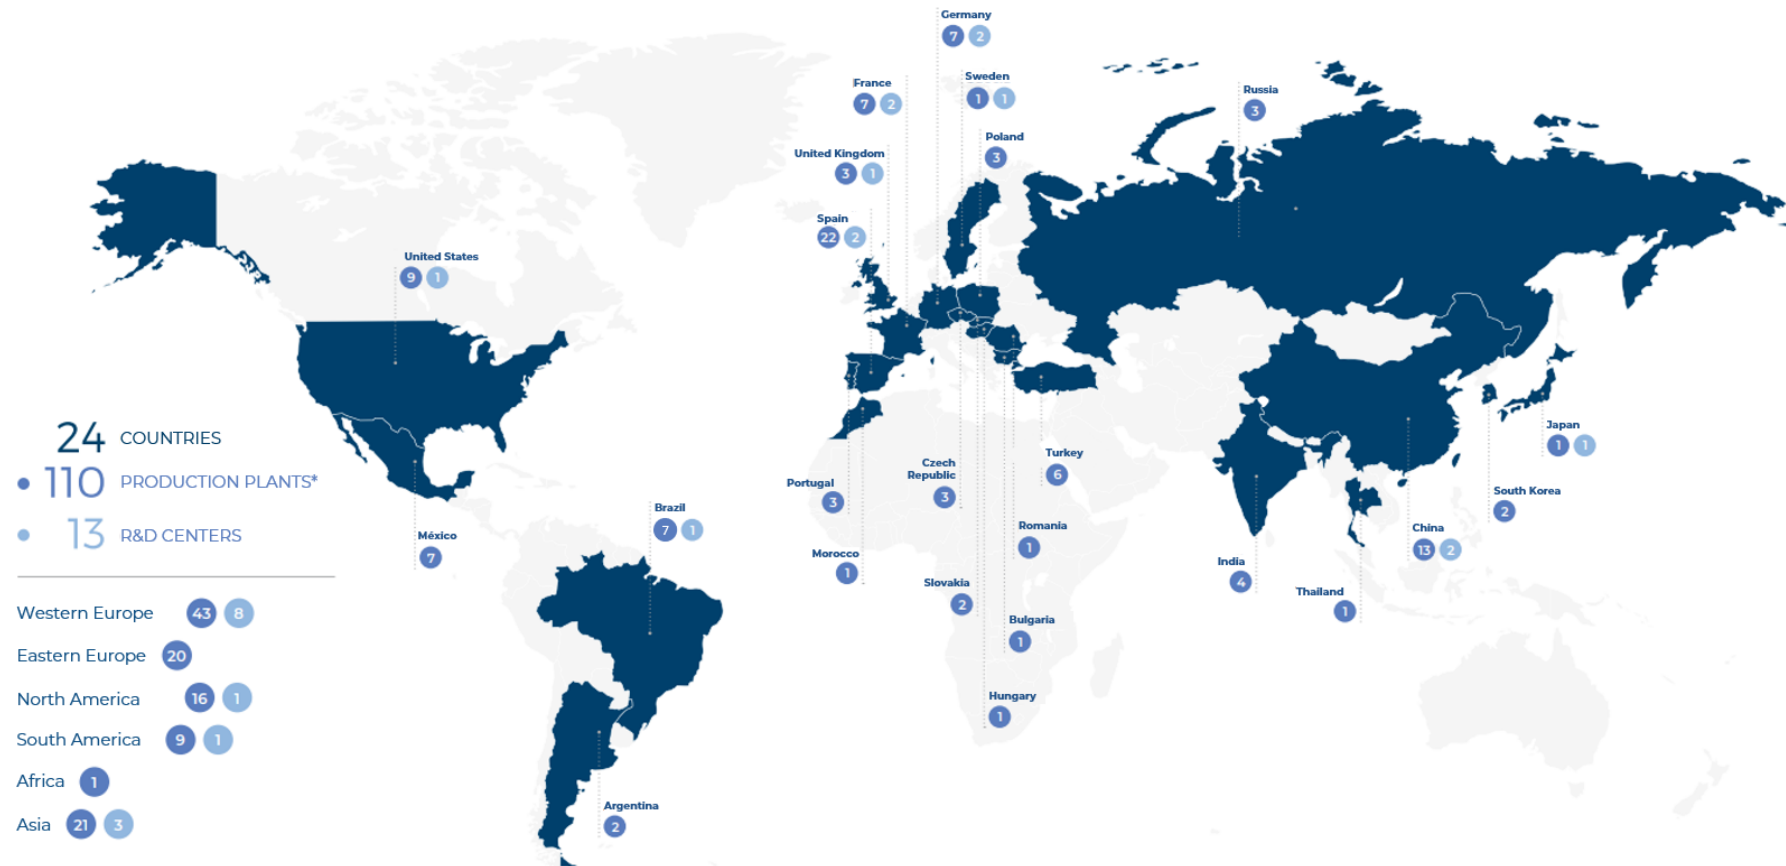 Germany
7 2
France
7 2
Sweden
1 1
Russia
3
Poland
3
United Kingdom
3 1
Spain
22 2
United States
9 1
24 COUNTRIES
110 PRODUCTION PLANTS*
13 R&D CENTERS
Western Europe 43 8
Eastern Europe 20
North America 16 1
South America 9 1
Africa 1
Asia 21 3
México
7
Brazil
7 1
Argentina
2
Portugal
3
Morocco
1
Czech
Republic
3
Slovakia
2
Turkey
6
Romania
1
Bulgaria
1
Hungary
1
India
4
Thailand
1
China
13 2
South Korea
2
Japan
1 1